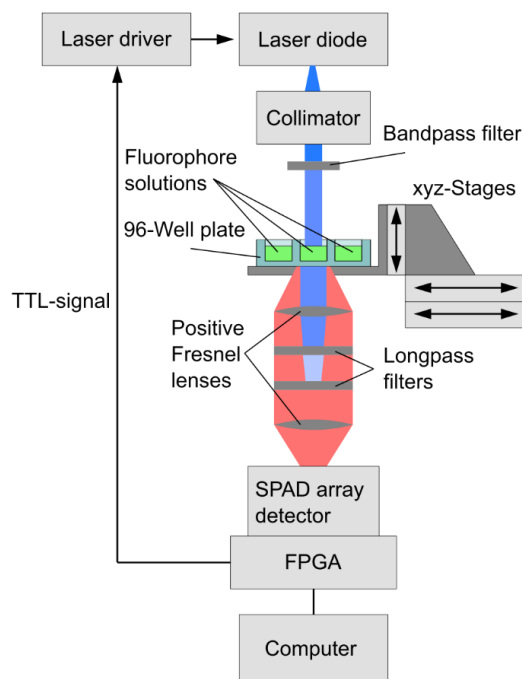 Laser driver
Laser diode
Collimator
Bandpass filter
Fluorophore
solutions
xyz-Stages
96-Well plate
TTL-signal
Positive
Fresnel
lenses
Longpass
filters
SPAD array
detector
FPGA
Computer